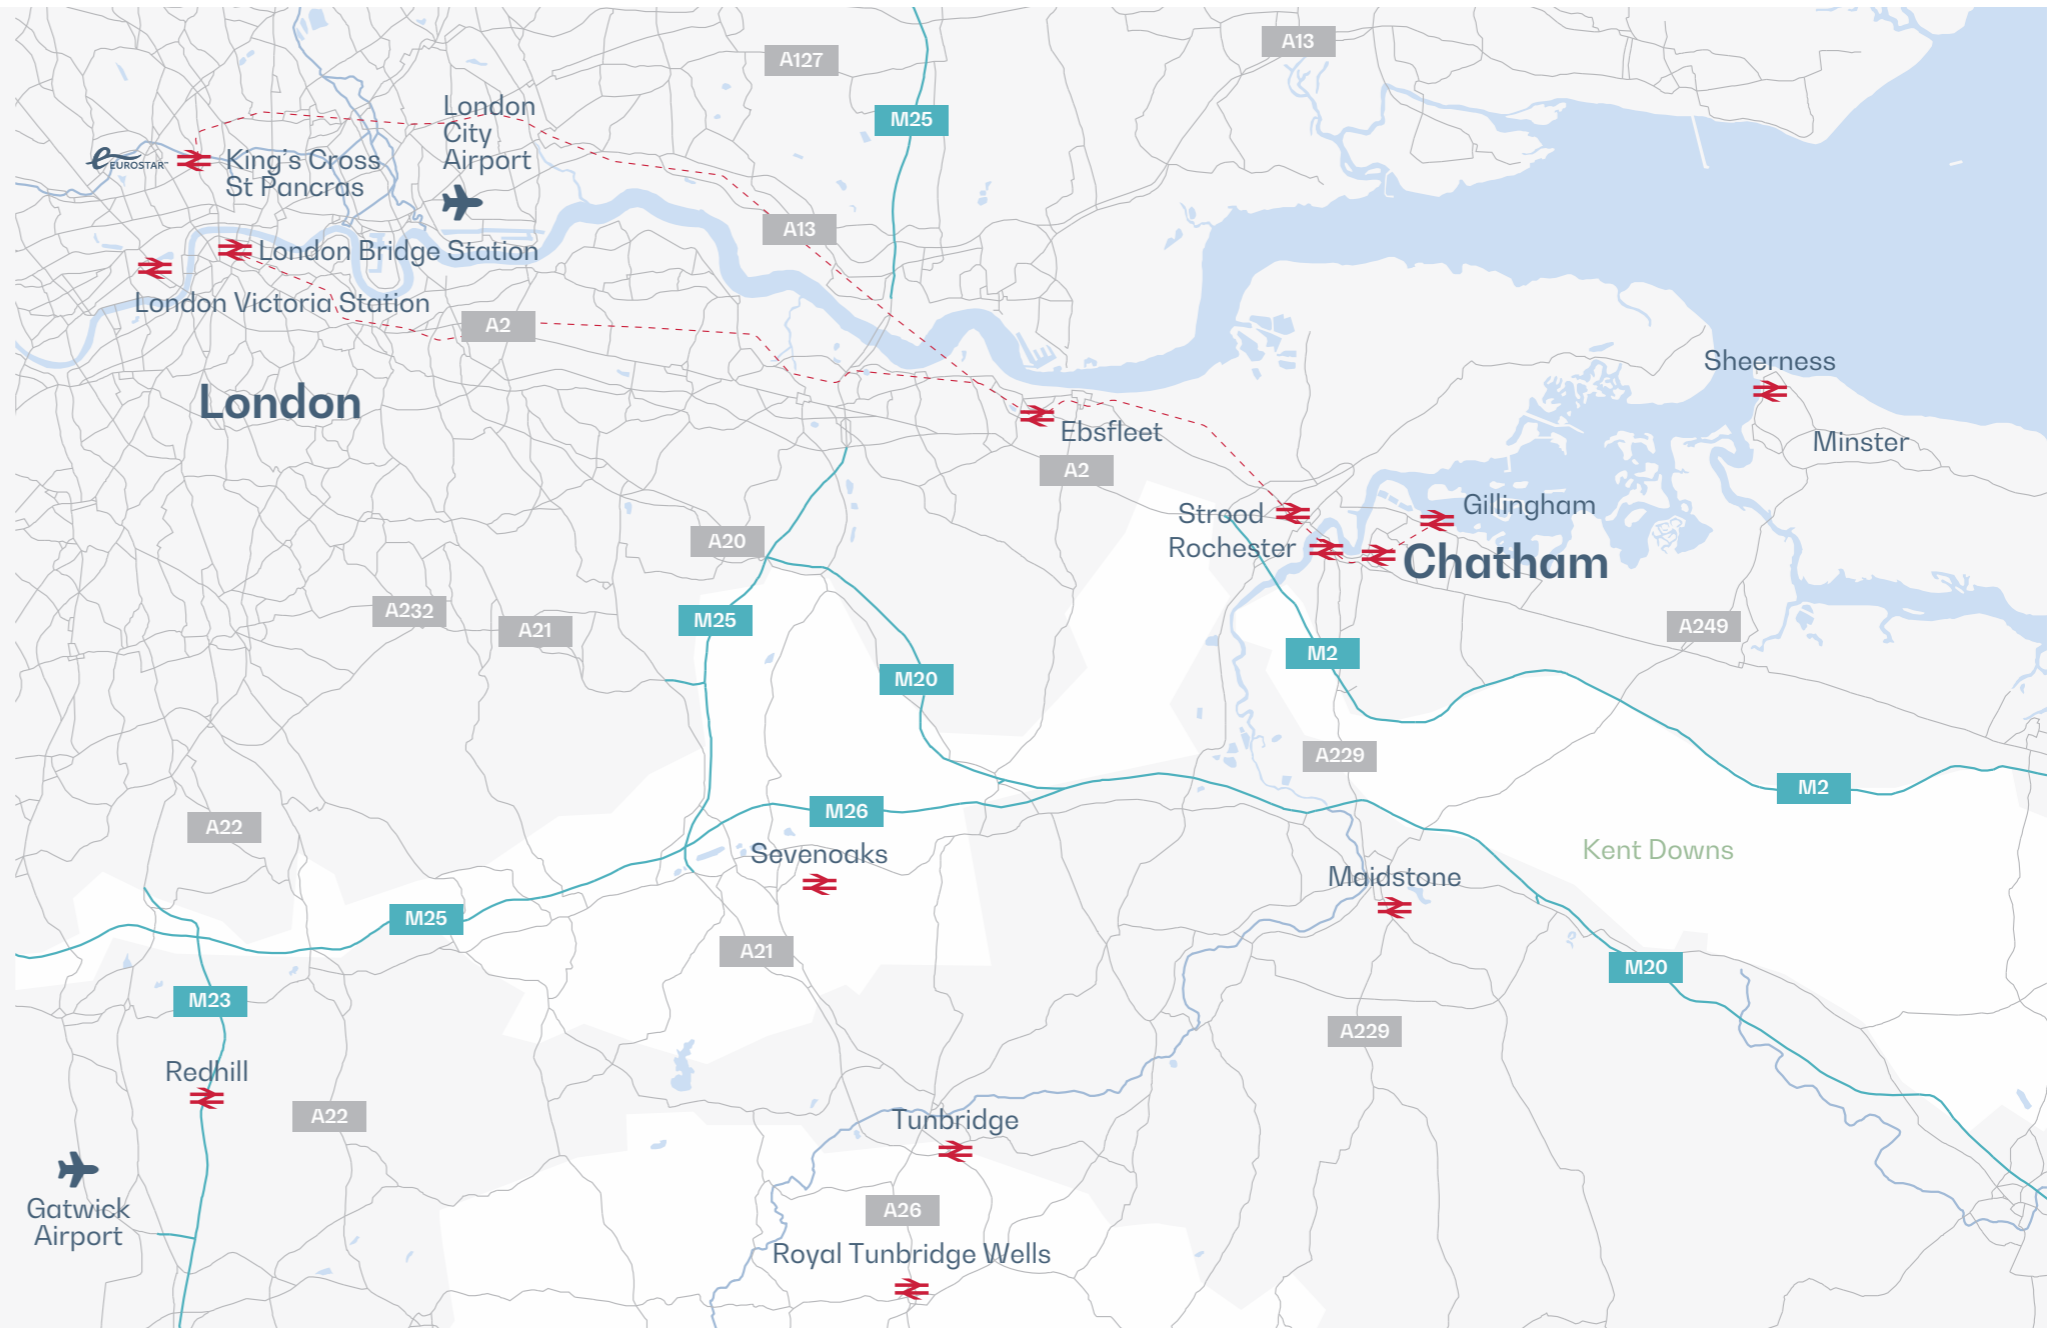 A13
A127
London
City
Airport
M25
eurostar™
King's Cross
St Pancras
A13
London Bridge Station
London Victoria Station
A2
Sheerness
London
Ebsfleet
Minster
A2
Gillingham
Strood
Rochester
Chatham
A20
A232
M25
A21
A249
M2
M20
A229
M2
M26
A22
Kent Downs
Sevenoaks
Maidstone
M25
A21
M20
M23
A229
Redhill
A22
Tunbridge
Gatwick
Airport
A26
Royal Tunbridge Wells